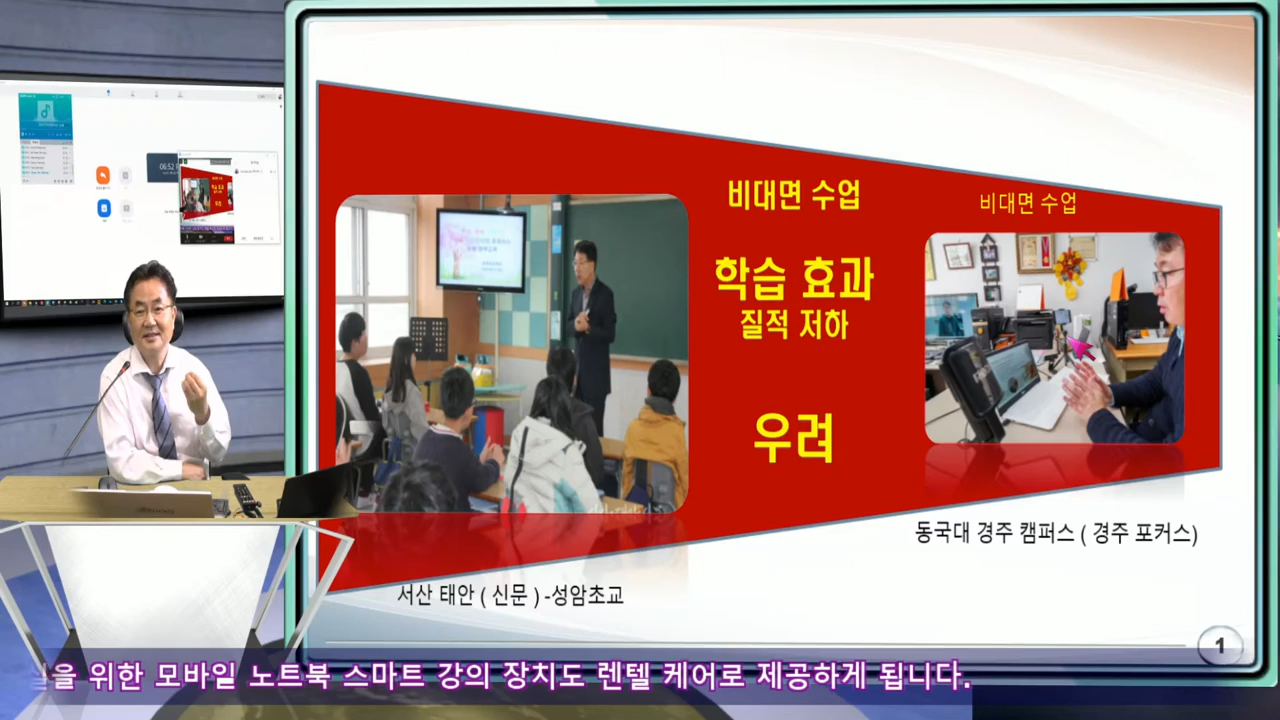 비대면 수업
학습 효과
질적 저하
우려
비대면 수업
동국대 경주 캠퍼스 ( 경주 포커스)
서산 태안 ( 신문 ) -성암초교
1
을 위한 모바일 노트북 스마트 강의 장치도 렌텔 케어로 제공하게 됩니다.
06:52